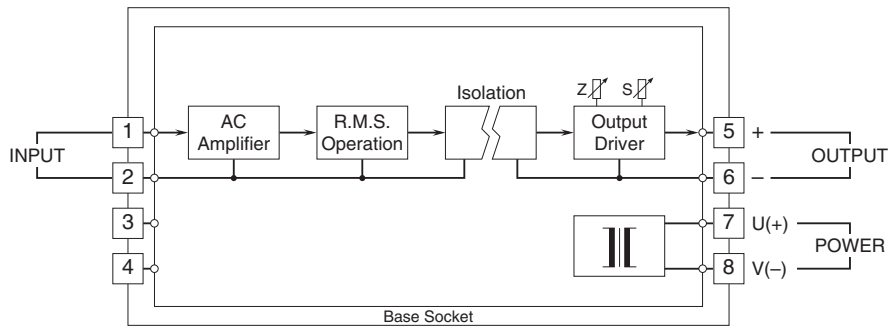 Isolation
Z
S
1
AC
Amplifier
R.M.S.
Operation
Output
Driver
5
+
INPUT
OUTPUT
2
6
–
3
7
U(+)
POWER
4
8
V(–)
Base Socket